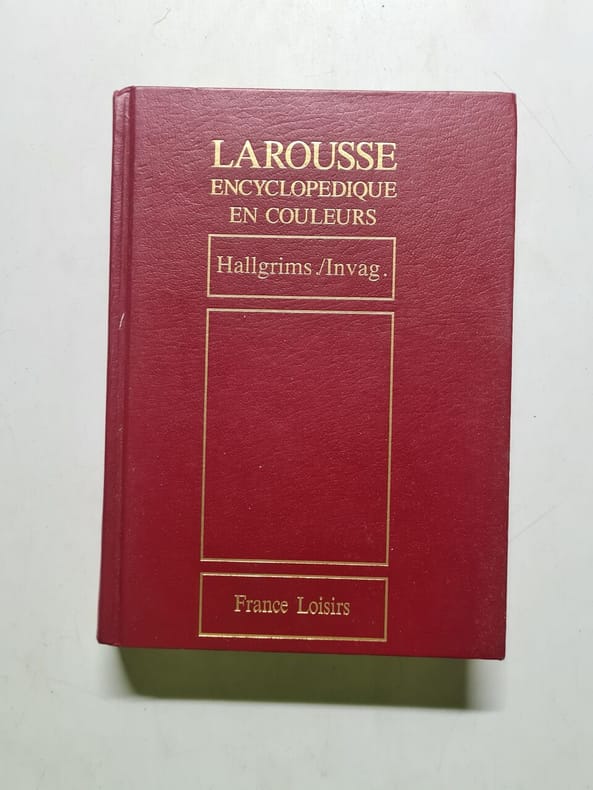 LAROUSSE
ENCYCLOPEDIQUE
EN COULEURS
Hallgrims./Invag.
France Loisirs